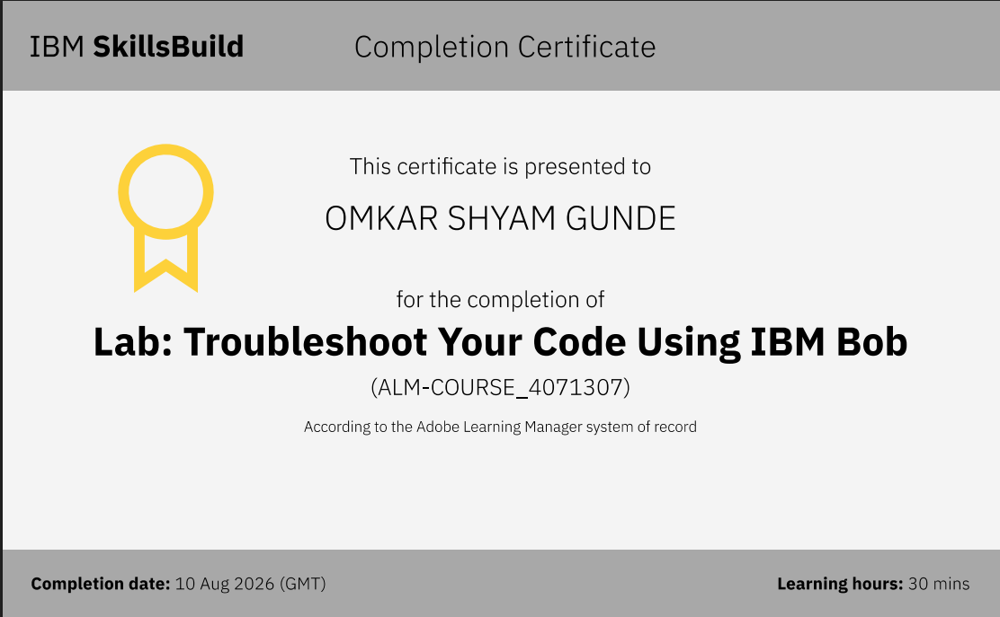 IBM SkillsBuild
Completion Certificate
This certificate is presented to
OMKAR SHYAM GUNDE
for the completion of
Lab: Troubleshoot Your Code Using IBM Bob
(ALM-COURSE_4071307)
According to the Adobe Learning Manager system of record
Completion date: 10 Aug 2026 (GMT)
Learning hours: 30 mins